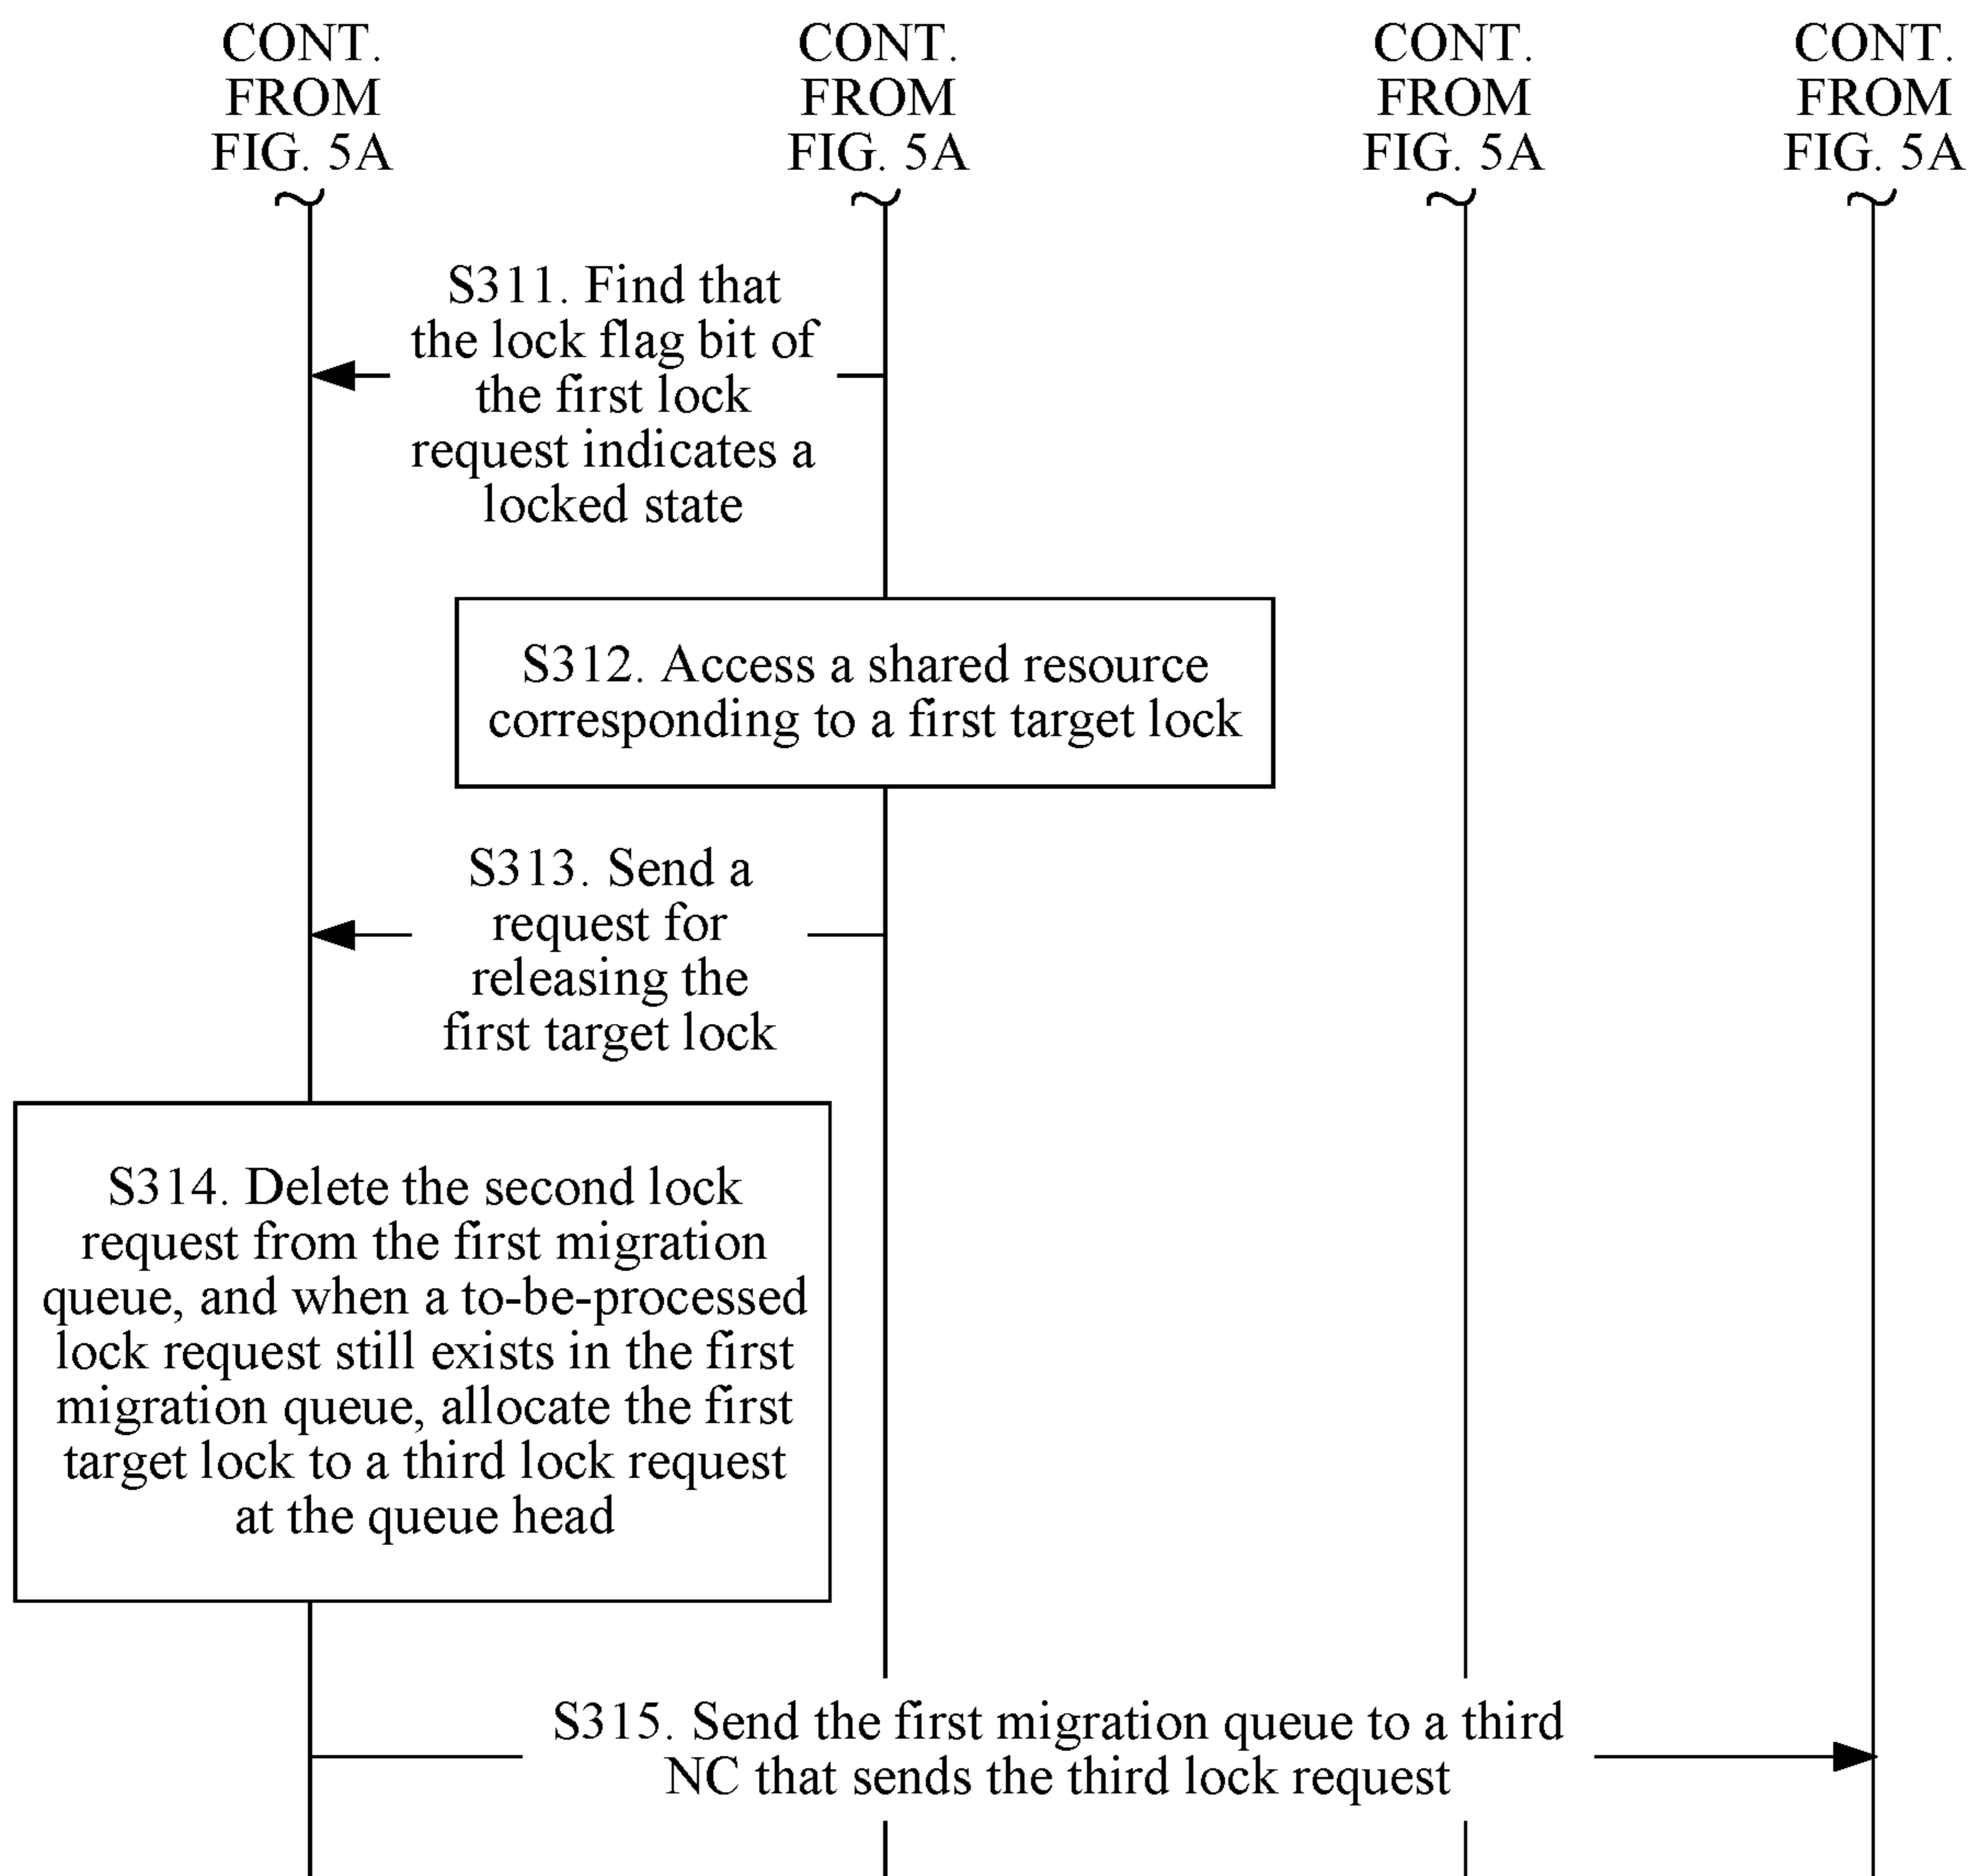 CONT.
FROM
FIG. 5A
CONT.
FROM
FIG. 5A
CONT.
FROM
FIG. 5A
CONT.
FROM
FIG. 5A
S311. Find that
the lock flag bit of
the first lock
request indicates a
locked state
S312. Access a shared resource
corresponding to a first target lock
S313. Send a
request for
releasing the
first target lock
S314. Delete the second lock
request from the first migration
queue, and when a to-be-processed
lock request still exists in the first
migration queue, allocate the first
target lock to a third lock request
at the queue head
S315. Send the first migration queue to a third
NC that sends the third lock request